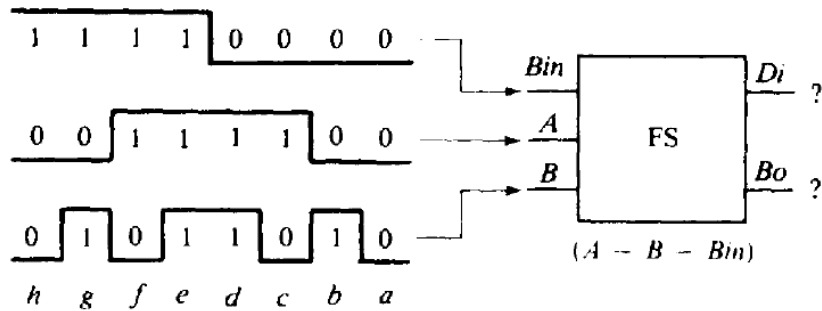 1 1 1 1 0 0 0 0
Bin
Di
?
0 0 1 1 1 1 0 0
A
FS
B
Bo
?
0 1 0 1 1 0 1 0
(A – B – Bin)
h g f e d c b a